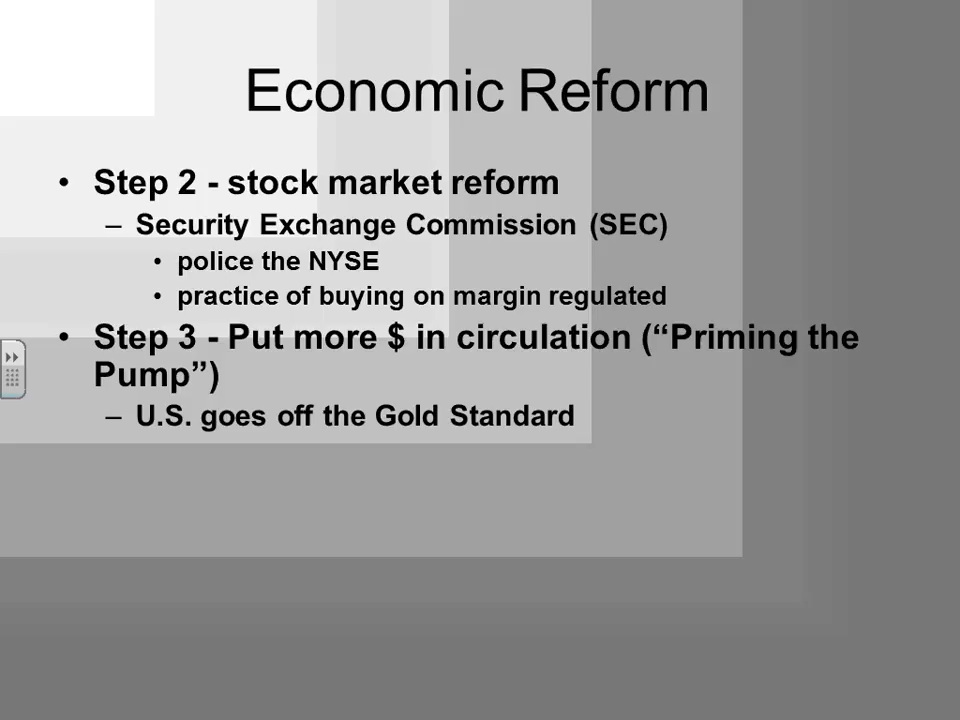 Economic Reform
• Step 2 - stock market reform
– Security Exchange Commission (SEC)
• police the NYSE
• practice of buying on margin regulated
• Step 3 - Put more $ in circulation (“Priming the
Pump”)
– U.S. goes off the Gold Standard